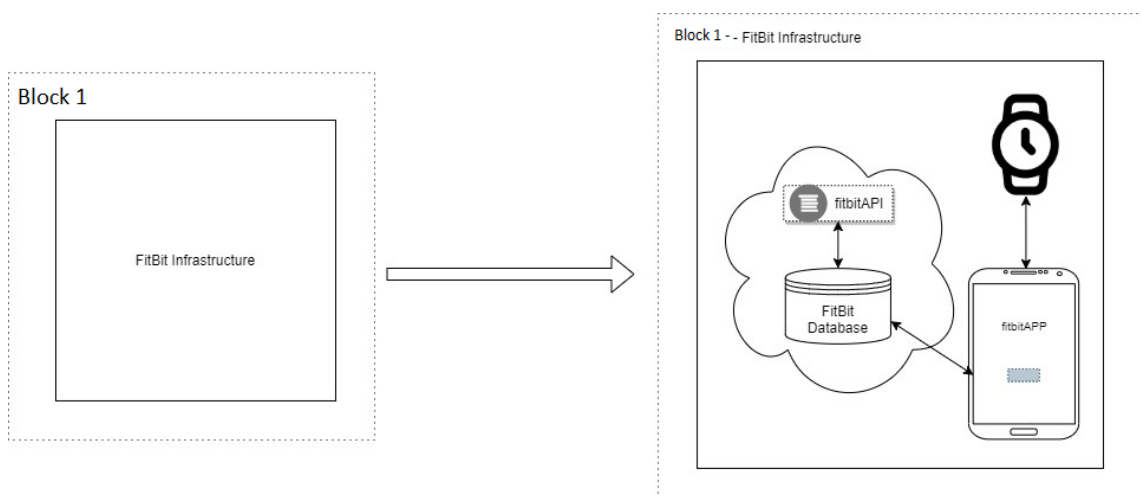 Block 1
FitBit Infrastructure
Block 1 - - FitBit Infrastructure
fitbitAPI
FitBit
Database
fitbitAPP